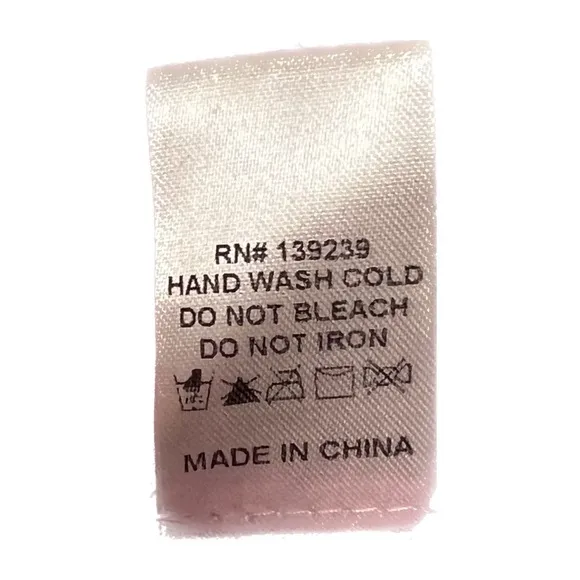 RN# 139239
HAND WASH COLD
DO NOT BLEACH
DO NOT IRON
MADE IN CHINA